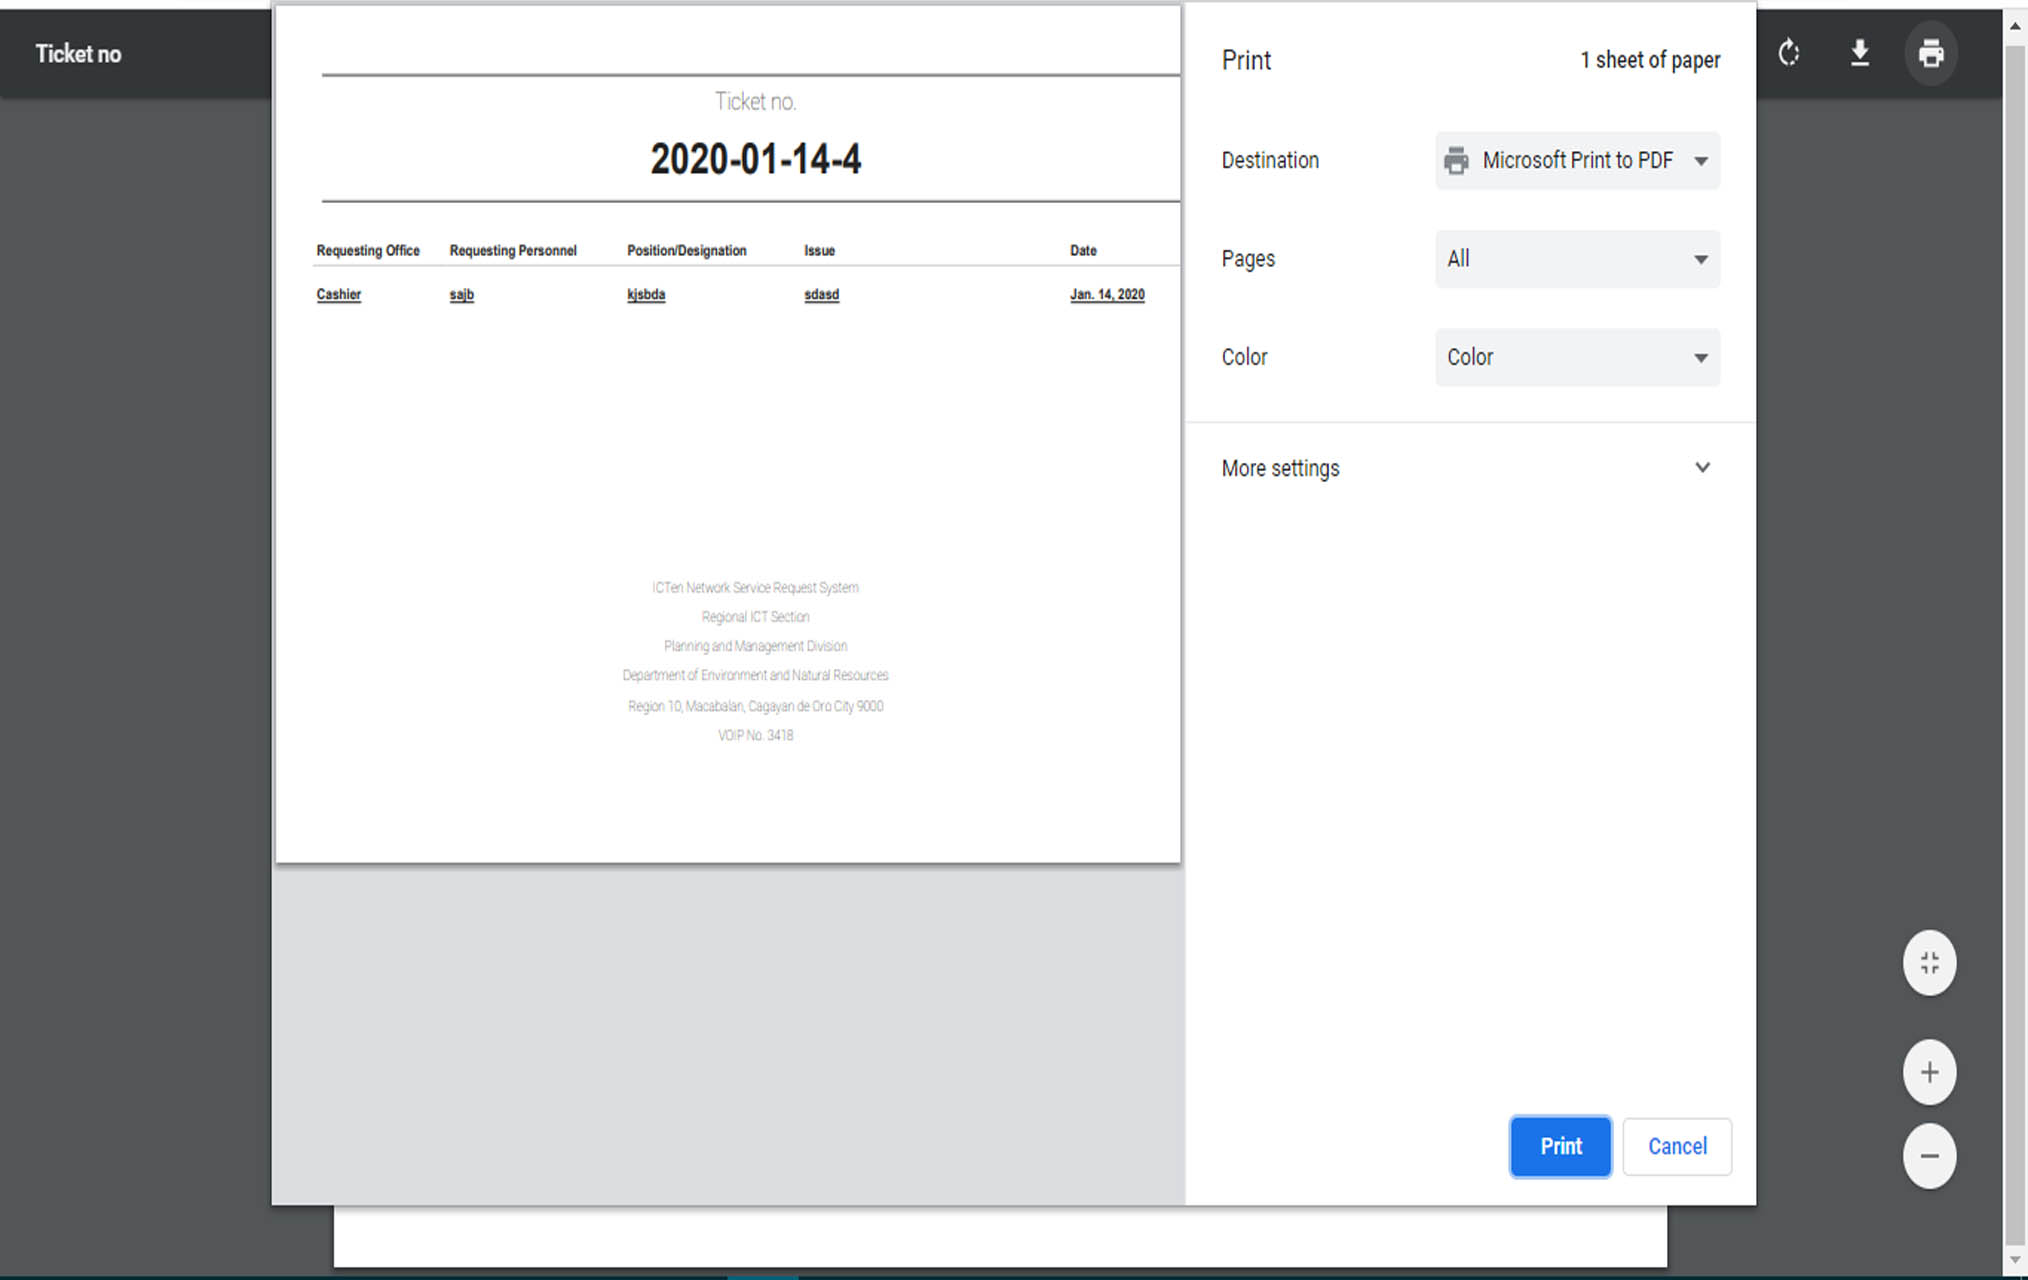 Ticket no
Ticket no.
2020-01-14-4
Requesting Office Requesting Personnel Position/Designation Issue Date
Cashier sajb kjsbda sdasd Jan. 14, 2020
ICTen Network Service Request System
Regional ICT Section
Planning and Management Division
Department of Environment and Natural Resources
Region 10, Macabalan, Cagayan de Oro City 9000
VOIP No. 3418
Print 1 sheet of paper
Destination Microsoft Print to PDF
Pages All
Color Color
More settings
Print Cancel